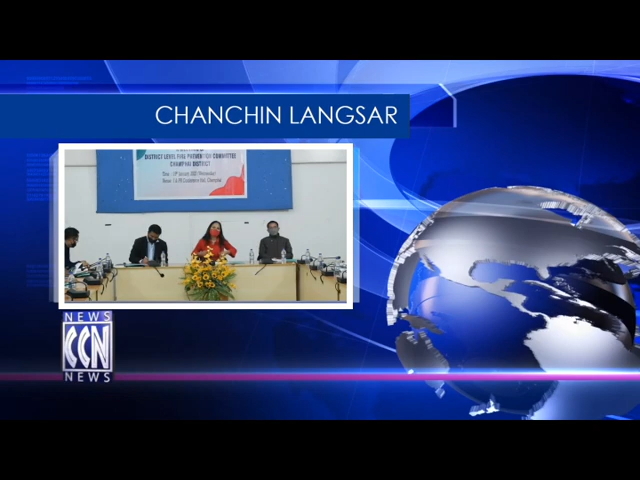 CHANCHIN LANGSAR
DISTRICT LEVEL FIRE PREVENTION COMMITTEE
CHAMPHAI DISTRICT
NEWS
CCN
NEWS